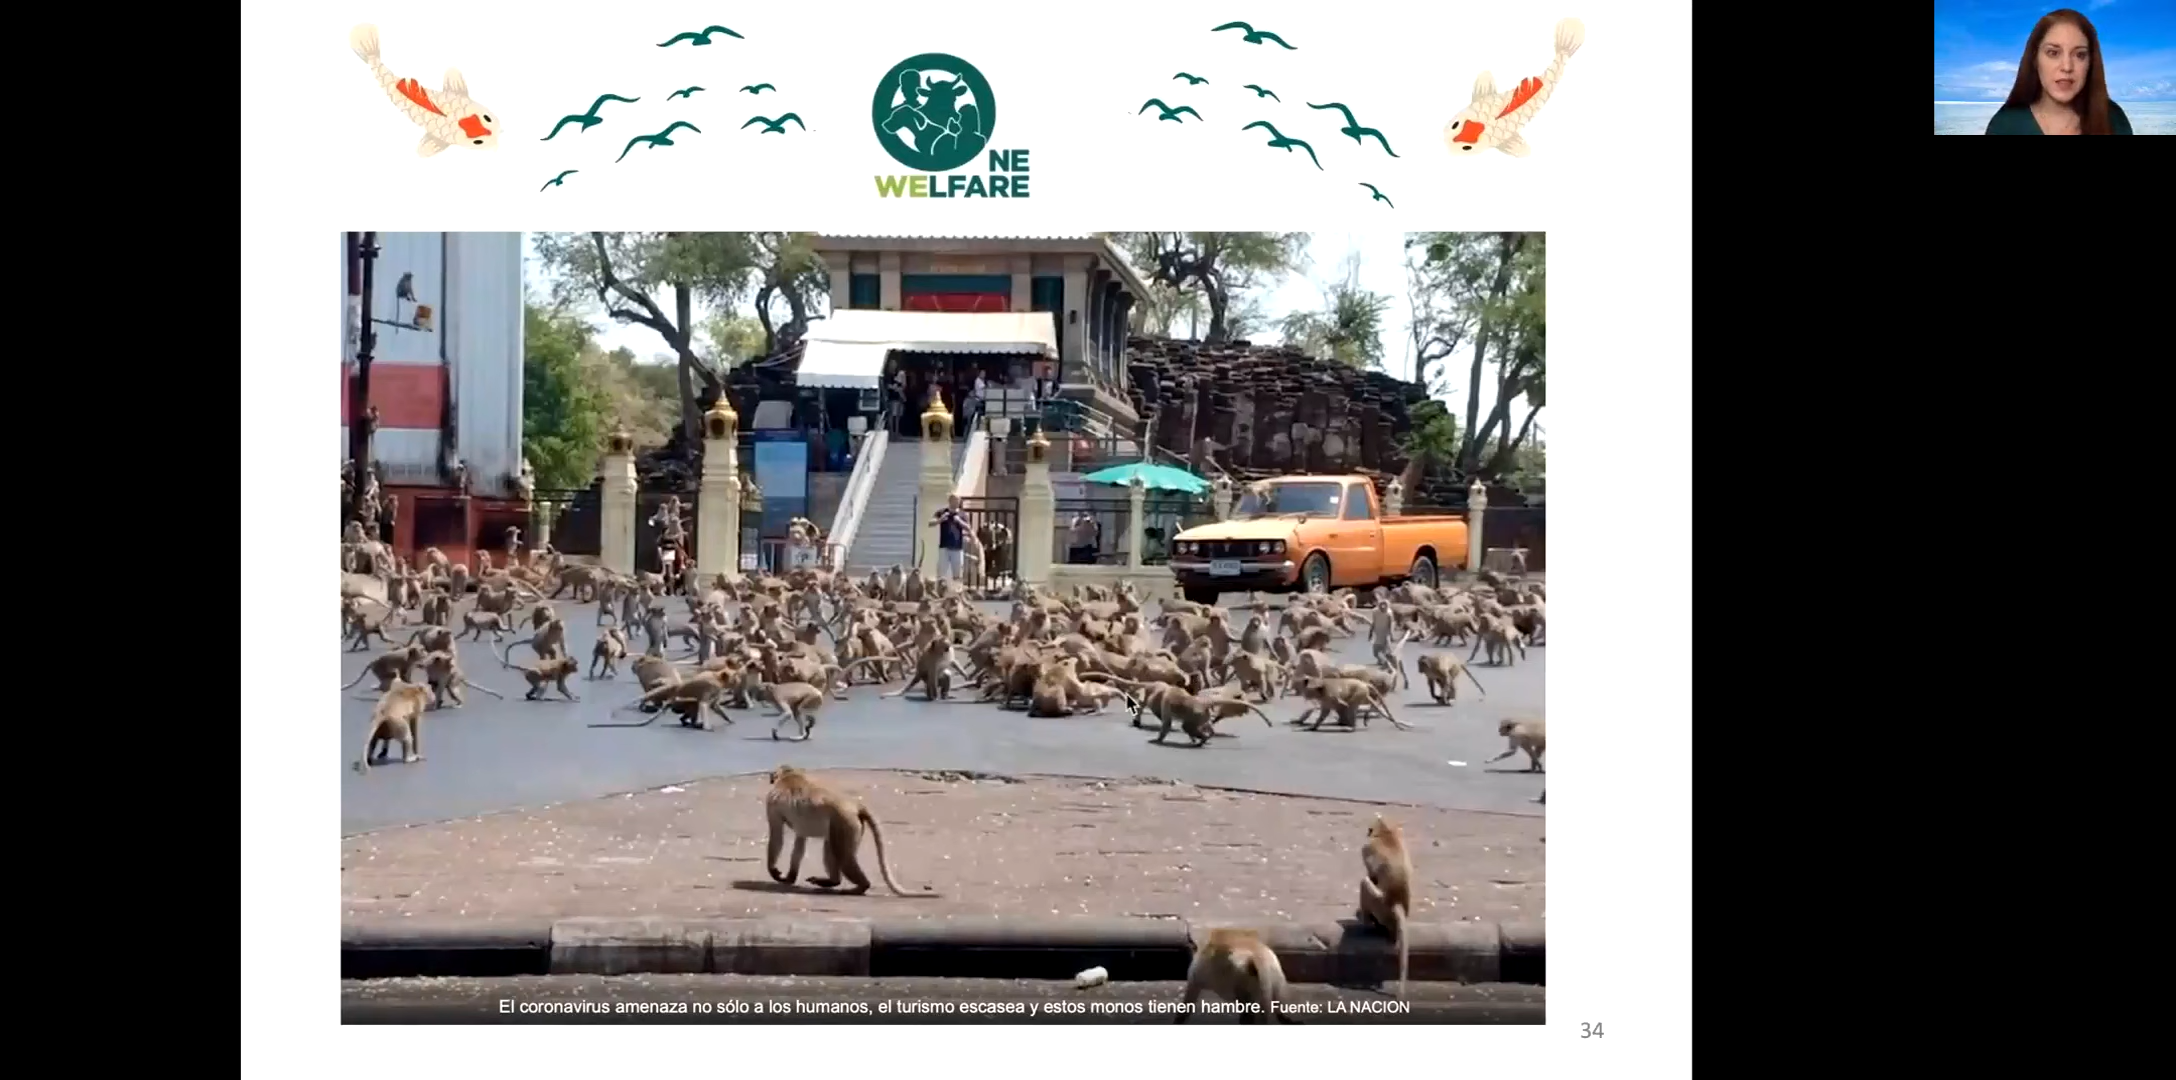 NE
WELFARE
El coronavirus amenaza no sólo a los humanos, el turismo escasea y estos monos tienen hambre. Fuente: LA NACION
34